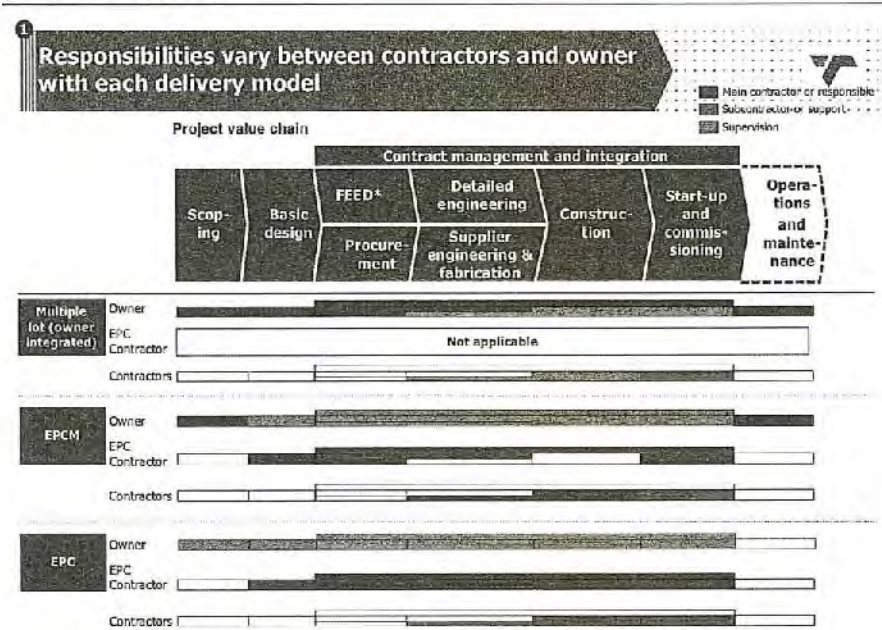 1
Responsibilities vary between contractors and owner
with each delivery model
Main contractor or responsible
Subcontractor or support
Supervision
Project value chain
Contract management and integration
Scop-
ing
Basic
design
FEED*
Procure-
ment
Detailed
engineering
Supplier
engineering &
fabrication
Construc-
tion
Start-up
and
commis-
sioning
Opera-
tions
and
mainte-
nance
Multiple
lot (owner
integrated)
Owner
EPC
Contractor
Not applicable
Contractors
EPCM
Owner
EPC
Contractor
Contractors
EPC
Owner
EPC
Contractor
Contractors